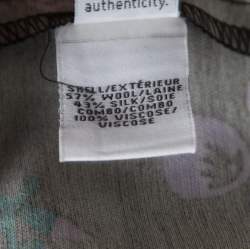 authenticity.
SHELL/EXTÉRIEUR
57% WOOL/LAINE
43% SILK/SOIE
COMBO/COMBO
100% VISCOSE/
VISCOSE